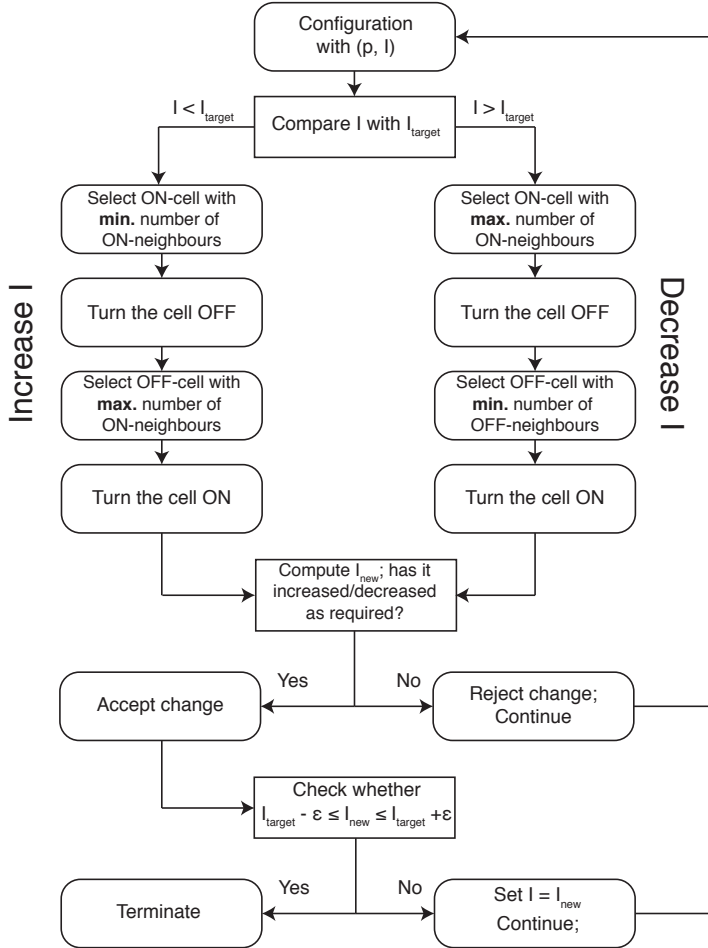 Configuration
with (p, I)
I < I_target
Compare I with I_target
I > I_target
Select ON-cell with
min. number of
ON-neighbours
Select ON-cell with
max. number of
ON-neighbours
Increase I
Decrease I
Turn the cell OFF
Turn the cell OFF
Select OFF-cell with
max. number of
ON-neighbours
Select OFF-cell with
min. number of
OFF-neighbours
Turn the cell ON
Turn the cell ON
Compute I_new; has it
increased/decreased
as required?
Yes
No
Accept change
Reject change;
Continue
Check whether
I_target - ε ≤ I_new ≤ I_target +ε
Yes
No
Terminate
Set I = I_new
Continue;